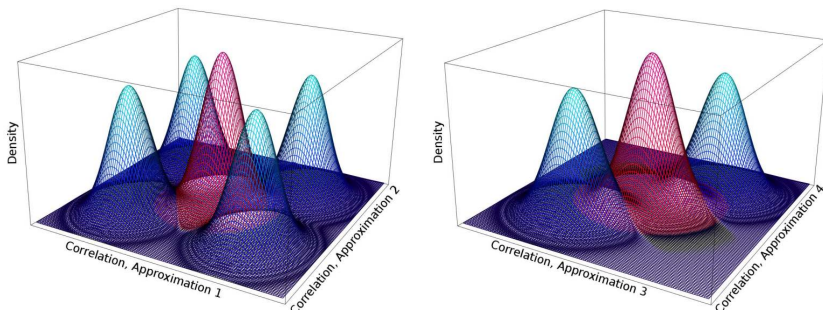 Density
Correlation, Approximation 1
Correlation, Approximation 2
Density
Correlation, Approximation 3
Correlation, Approximation 4